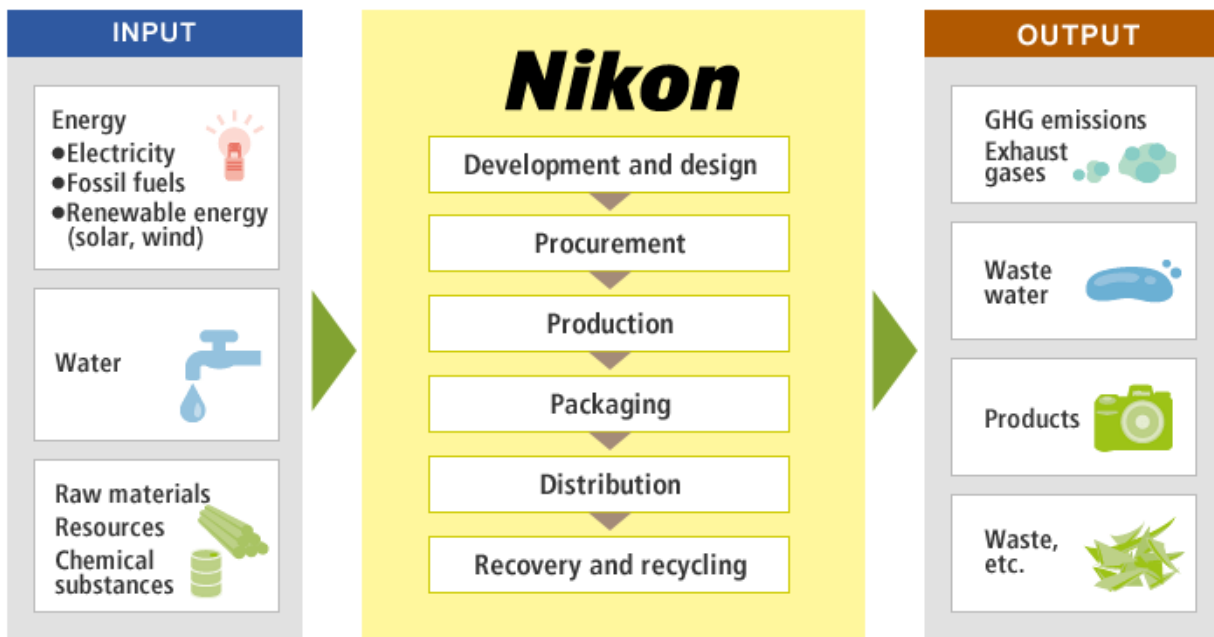 INPUT
Energy
●Electricity
●Fossil fuels
●Renewable energy
(solar, wind)
Water
Raw materials
Resources
Chemical
substances
Nikon
Development and design
Procurement
Production
Packaging
Distribution
Recovery and recycling
OUTPUT
GHG emissions
Exhaust
gases
Waste
water
Products
Waste,
etc.